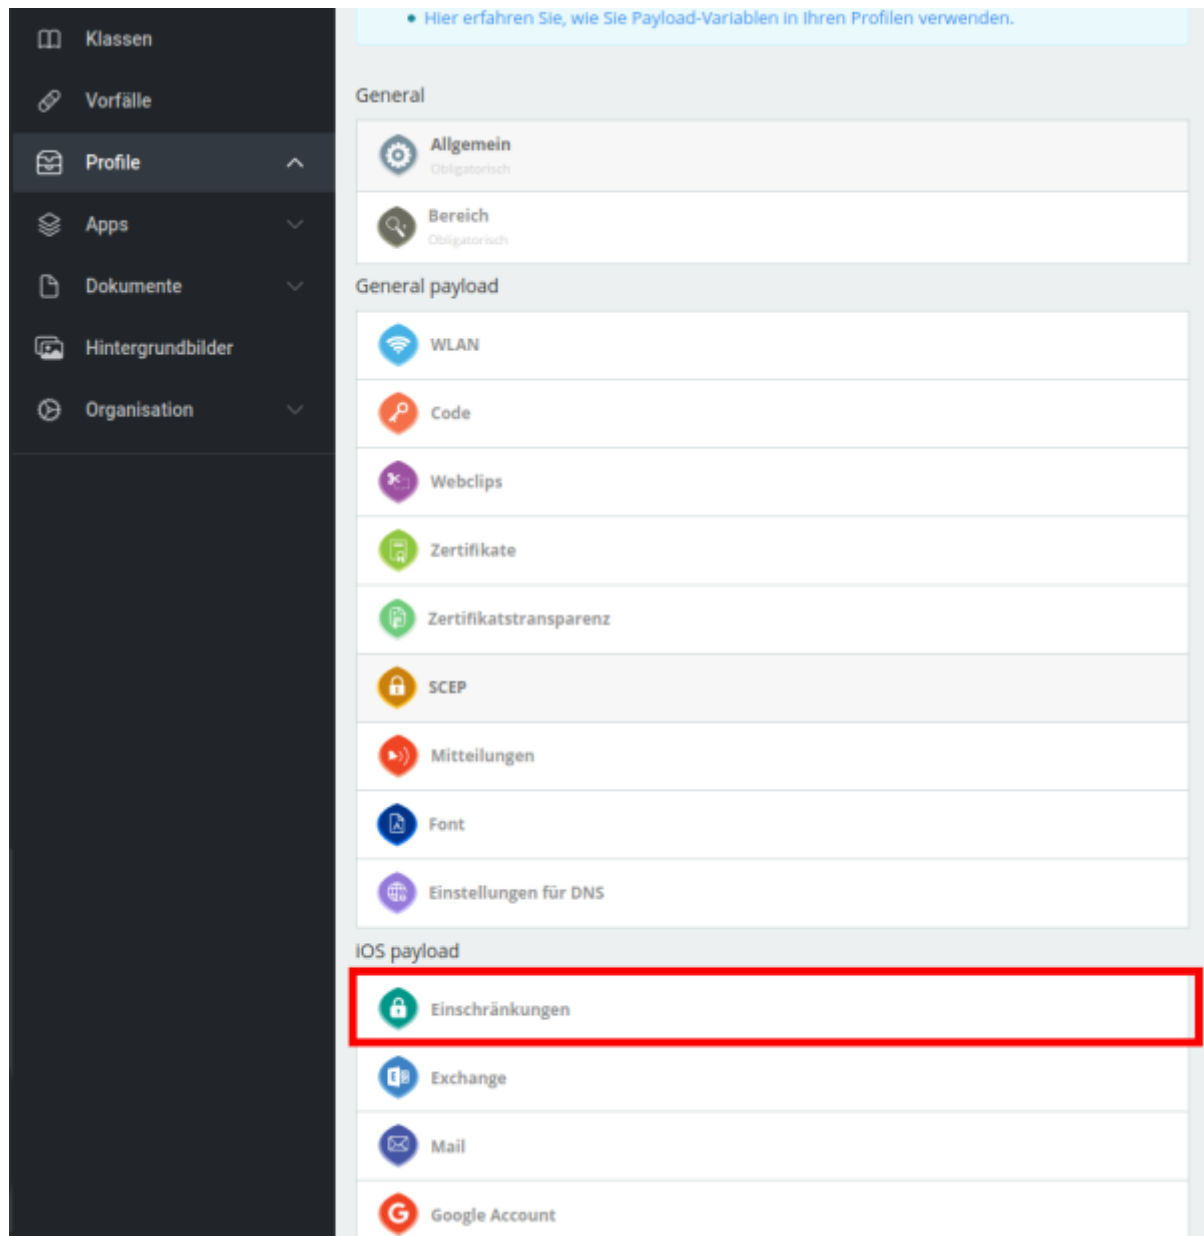 Klassen
Vorfälle
Profile
Apps
Dokumente
Hintergrundbilder
Organisation
Hier erfahren Sie, wie Sie Payload-Variablen in Ihren Profilen verwenden.
General
Allgemein
Obligatorisch
Bereich
Obligatorisch
General payload
WLAN
Code
Webclips
Zertifikate
Zertifikatstransparenz
SCEP
Mitteilungen
Font
Einstellungen für DNS
iOS payload
Einschränkungen
Exchange
Mail
Google Account